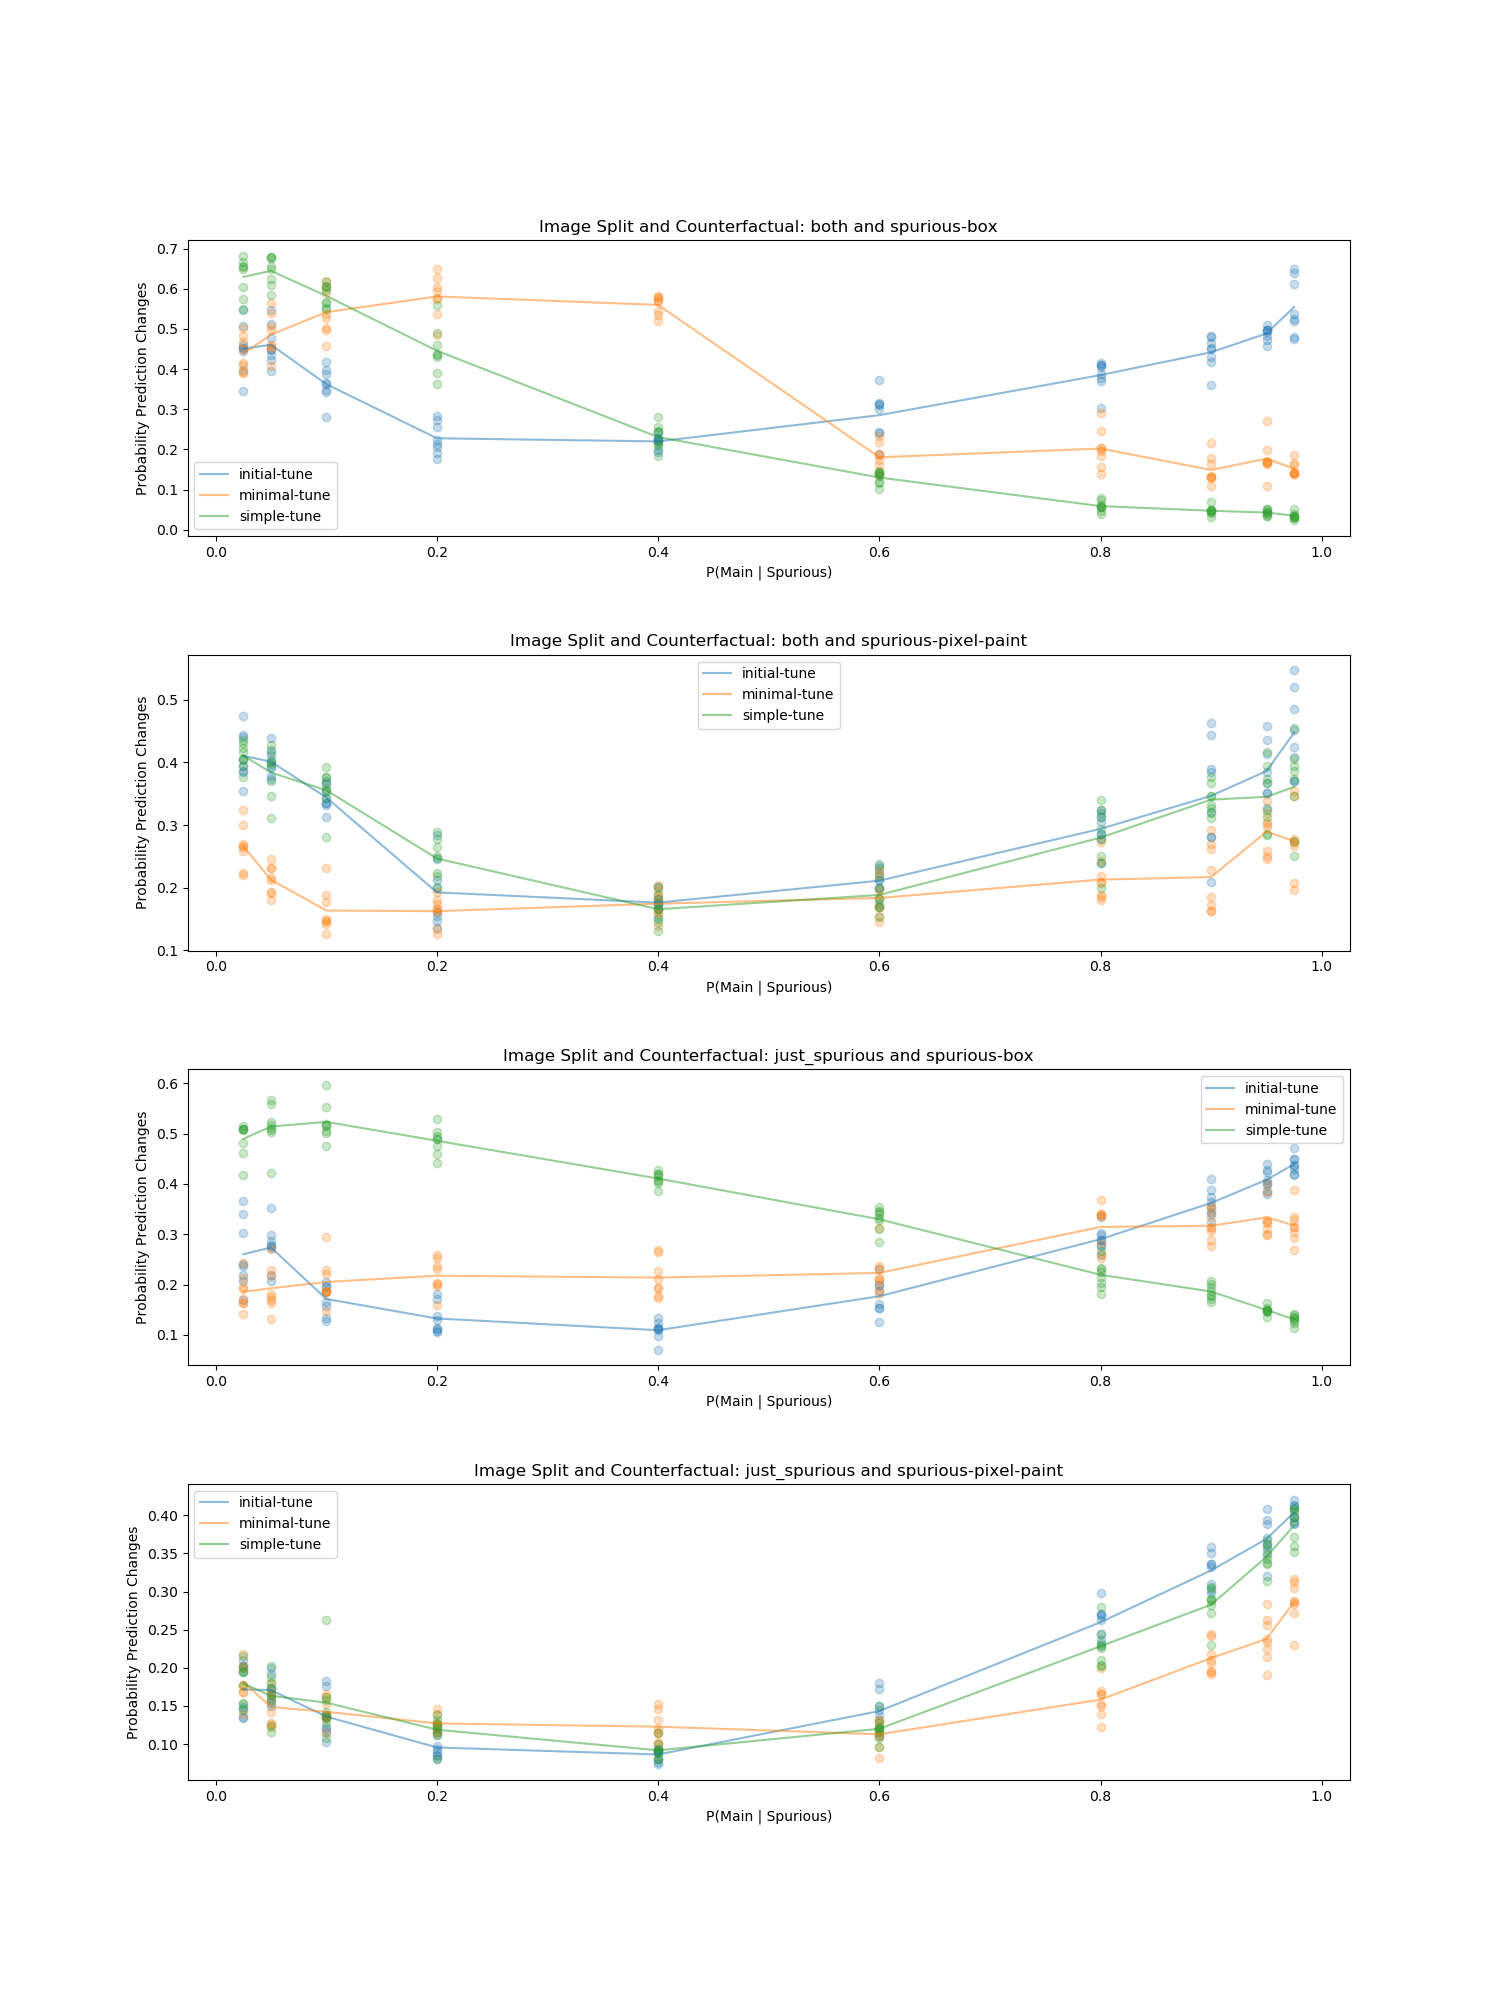 Image Split and Counterfactual: both and spurious-box
Probability Prediction Changes
0.7
0.6
0.5
0.4
0.3
0.2
0.1
0.0
initial-tune
minimal-tune
simple-tune
0.0 0.2 0.4 0.6 0.8 1.0
P(Main | Spurious)
Image Split and Counterfactual: both and spurious-pixel-paint
Probability Prediction Changes
0.5
0.4
0.3
0.2
0.1
initial-tune
minimal-tune
simple-tune
0.0 0.2 0.4 0.6 0.8 1.0
P(Main | Spurious)
Image Split and Counterfactual: just_spurious and spurious-box
Probability Prediction Changes
0.6
0.5
0.4
0.3
0.2
0.1
initial-tune
minimal-tune
simple-tune
0.0 0.2 0.4 0.6 0.8 1.0
P(Main | Spurious)
Image Split and Counterfactual: just_spurious and spurious-pixel-paint
Probability Prediction Changes
0.40
0.35
0.30
0.25
0.20
0.15
0.10
initial-tune
minimal-tune
simple-tune
0.0 0.2 0.4 0.6 0.8 1.0
P(Main | Spurious)